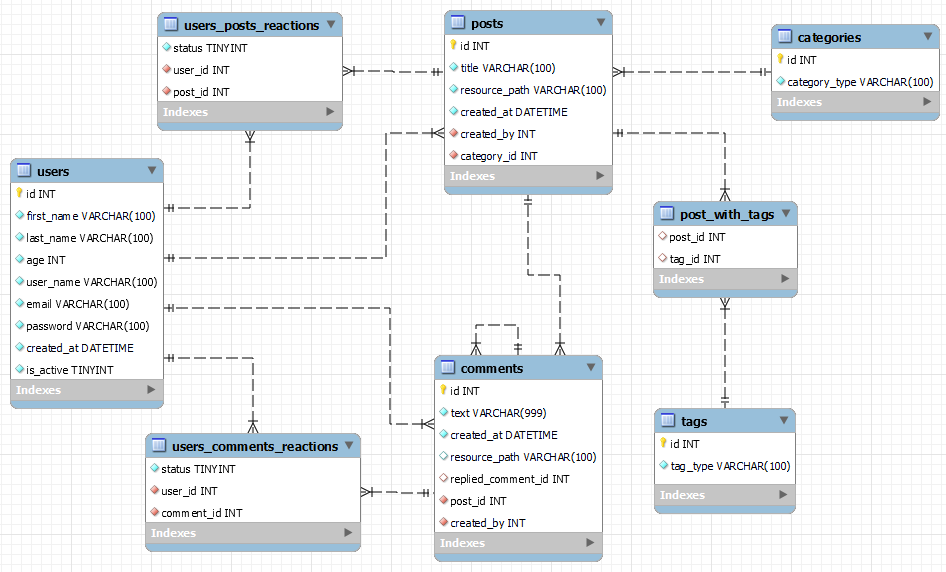 users_posts_reactions
status TINYINT
user_id INT
post_id INT
Indexes
posts
id INT
title VARCHAR(100)
resource_path VARCHAR(100)
created_at DATETIME
created_by INT
category_id INT
Indexes
categories
id INT
category_type VARCHAR(100)
Indexes
users
id INT
first_name VARCHAR(100)
last_name VARCHAR(100)
age INT
user_name VARCHAR(100)
email VARCHAR(100)
password VARCHAR(100)
created_at DATETIME
is_active TINYINT
Indexes
post_with_tags
post_id INT
tag_id INT
Indexes
comments
id INT
text VARCHAR(999)
created_at DATETIME
resource_path VARCHAR(100)
replied_comment_id INT
post_id INT
created_by INT
Indexes
tags
id INT
tag_type VARCHAR(100)
Indexes
users_comments_reactions
status TINYINT
user_id INT
comment_id INT
Indexes